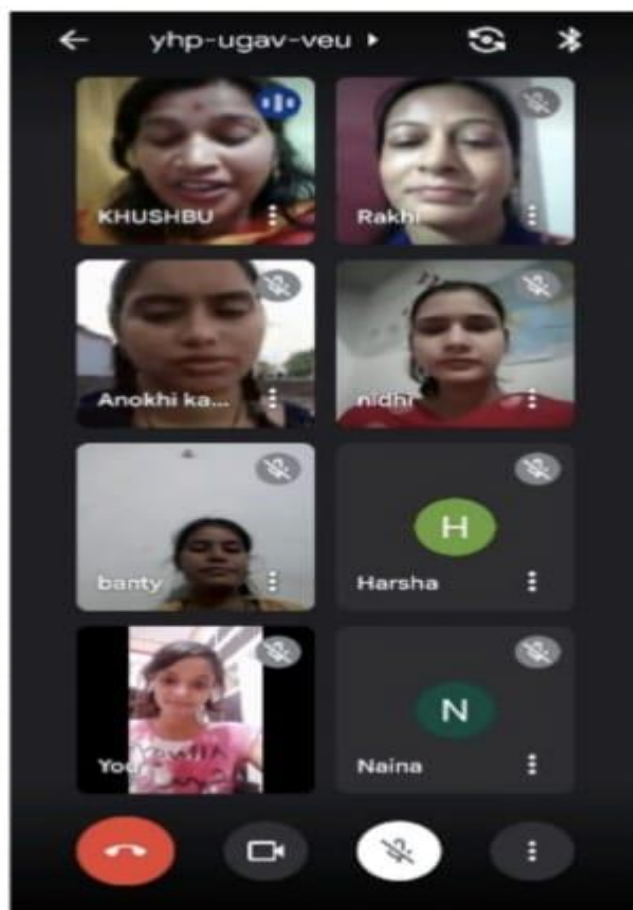 yhp-ugav-veu
KHUSHBU
Rakhi
Anokhi ka...
nidhi
banty
H
Harsha
You
N
Naina